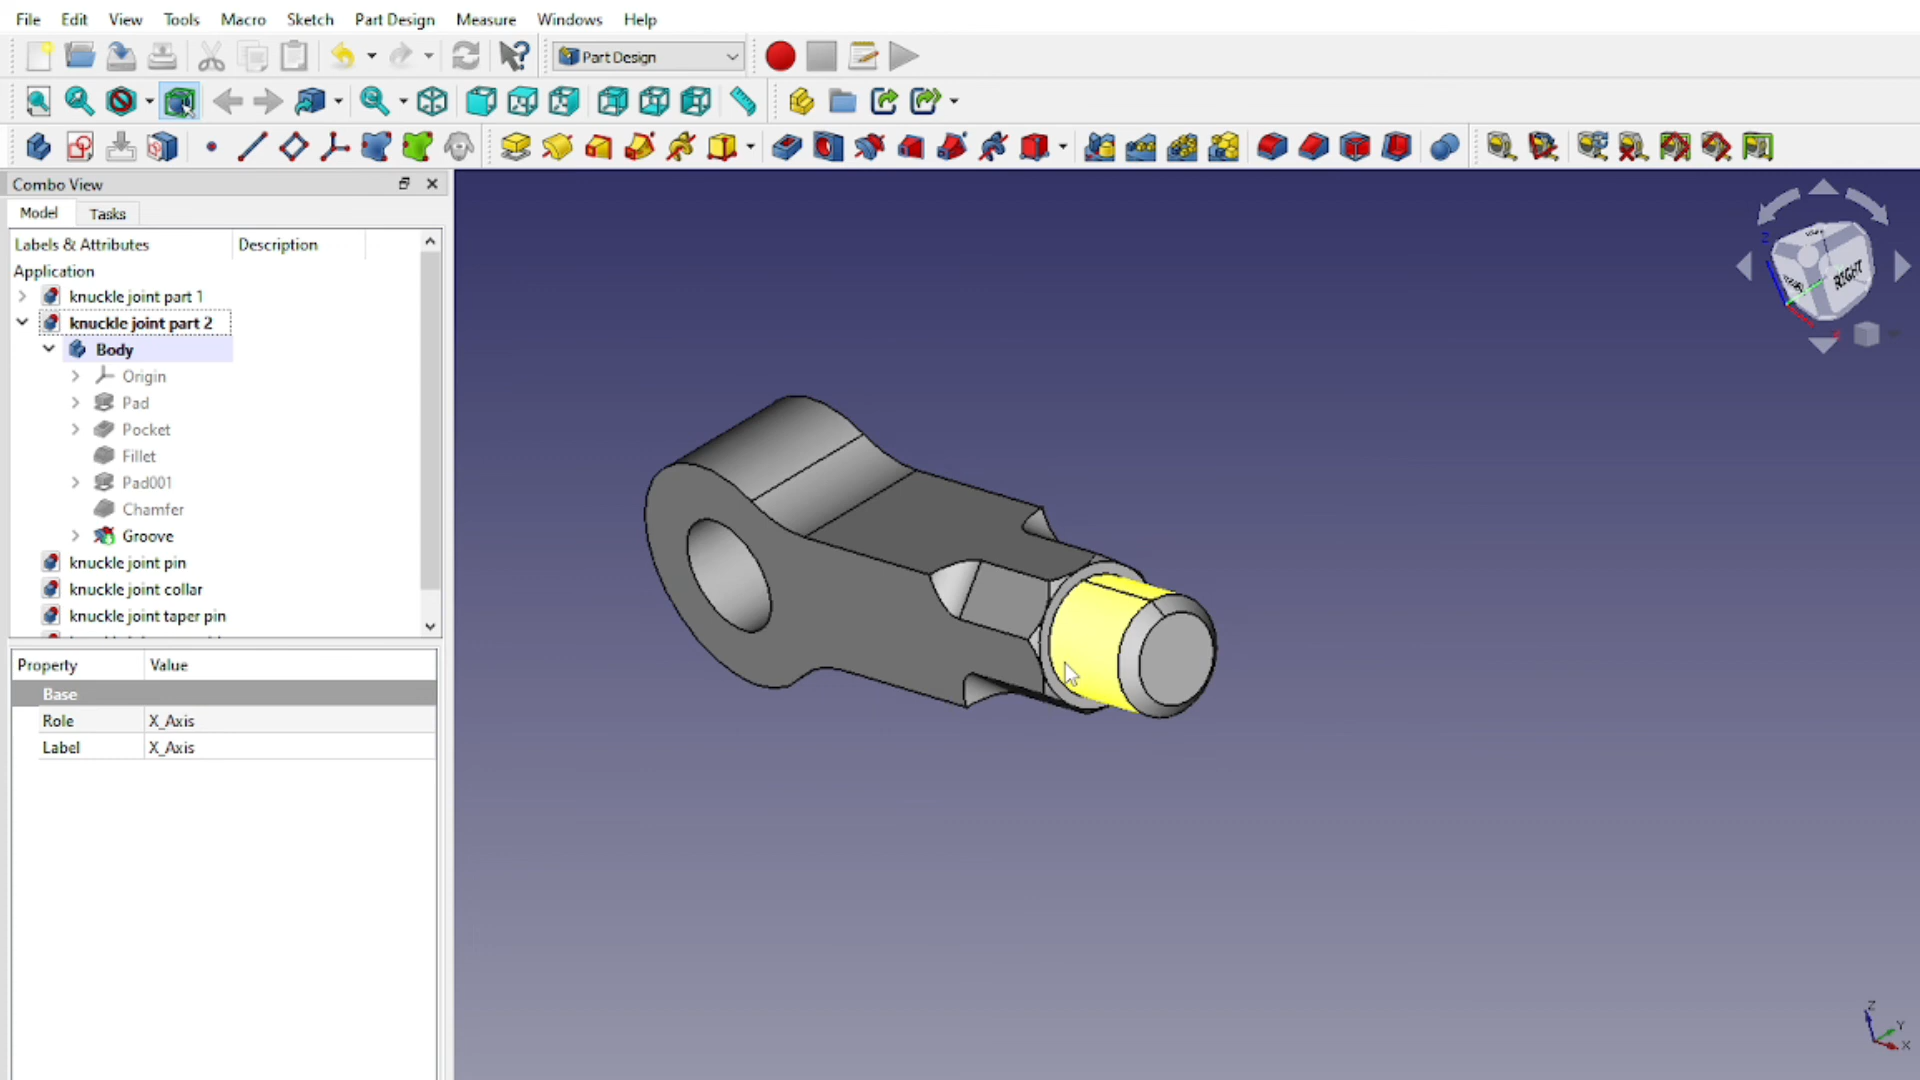 File Edit View Tools Macro Sketch Part Design Measure Windows Help
Part Design
Combo View
Model Tasks
Labels & Attributes Description
Application
knuckle joint part 1
knuckle joint part 2
Body
Origin
Pad
Pocket
Fillet
Pad001
Chamfer
Groove
knuckle joint pin
knuckle joint collar
knuckle joint taper pin
Property Value
Base
Role X_Axis
Label X_Axis
RIGHT
Z
Z
Y
X